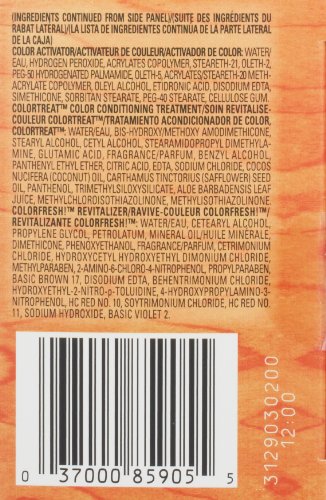 (INGREDIENTS CONTINUED FROM SIDE PANEL)/(SUITE DES INGRÉDIENTS DU
RABAT LATERAL)/(LA LISTA DE INGREDIENTES CONTINUA DE LA PARTE LATERAL
DE LA CAJA)
COLOR ACTIVATOR/ACTIVATEUR DE COULEUR/ACTIVADOR DE COLOR: WATER/
EAU, HYDROGEN PEROXIDE, ACRYLATES COPOLYMER, STEARETH-21, OLETH-2,
PEG-50 HYDROGENATED PALMAMIDE, OLETH-5, ACRYLATES/STEARETH-20 METH-
ACRYLATE COPOLYMER, OLEYL ALCOHOL, ETIDRONIC ACID, DISODIUM EDTA,
SIMETHICONE, SORBITAN STEARATE, PEG-40 STEARATE, CELLULOSE GUM.
COLORTREAT™ COLOR CONDITIONING TREATMENT/SOIN REVITALISE-
COULEUR COLORTREAT™/TRATAMIENTO ACONDICIONADOR DE COLOR,
COLORTREAT™: WATER/EAU, BIS-HYDROXY/METHOXY AMODIMETHICONE,
STEARYL ALCOHOL, CETYL ALCOHOL, STEARAMIDOPROPYL DIMETHYLA-
MINE, GLUTAMIC ACID, FRAGRANCE/PARFUM, BENZYL ALCOHOL,
PANTHENYL ETHYL ETHER, CITRIC ACID, EDTA, SODIUM CHLORIDE, COCOS
NUCIFERA (COCONUT) OIL, CARTHAMUS TINCTORIUS (SAFFLOWER) SEED
OIL, PANTHENOL, TRIMETHYLSILOXYSILICATE, ALOE BARBADENSIS LEAF
JUICE, METHYLCHLOROISOTHIAZOLINONE, METHYLISOTHIAZOLINONE.
COLORFRESH!™ REVITALIZER/RAVIVE-COULEUR COLORFRESH!™/
REVITALIZANTE COLORFRESH!™: WATER/EAU, CETEARYL ALCOHOL,
PROPYLENE GLYCOL, PETROLATUM, MINERAL OIL/HUILE MINÉRALE,
DIMETHICONE, PHENOXYETHANOL, FRAGRANCE/PARFUM, CETRIMONIUM
CHLORIDE, HYDROXYCETYL HYDROXYETHYL DIMONIUM CHLORIDE,
METHYLPARABEN, 2-AMINO-6-CHLORO-4-NITROPHENOL, PROPYLPARABEN,
BASIC BROWN 17, DISODIUM EDTA, BEHENTRIMONIUM CHLORIDE,
HYDROXYETHYL-2-NITRO-p-TOLUIDINE, 4-HYDROXYPROPYLAMINO-3-
NITROPHENOL, HC RED NO. 10, SOYTRIMONIUM CHLORIDE, HC RED NO.
11, SODIUM HYDROXIDE, BASIC VIOLET 2.
0 37000 85905 5
3129030200
12:00